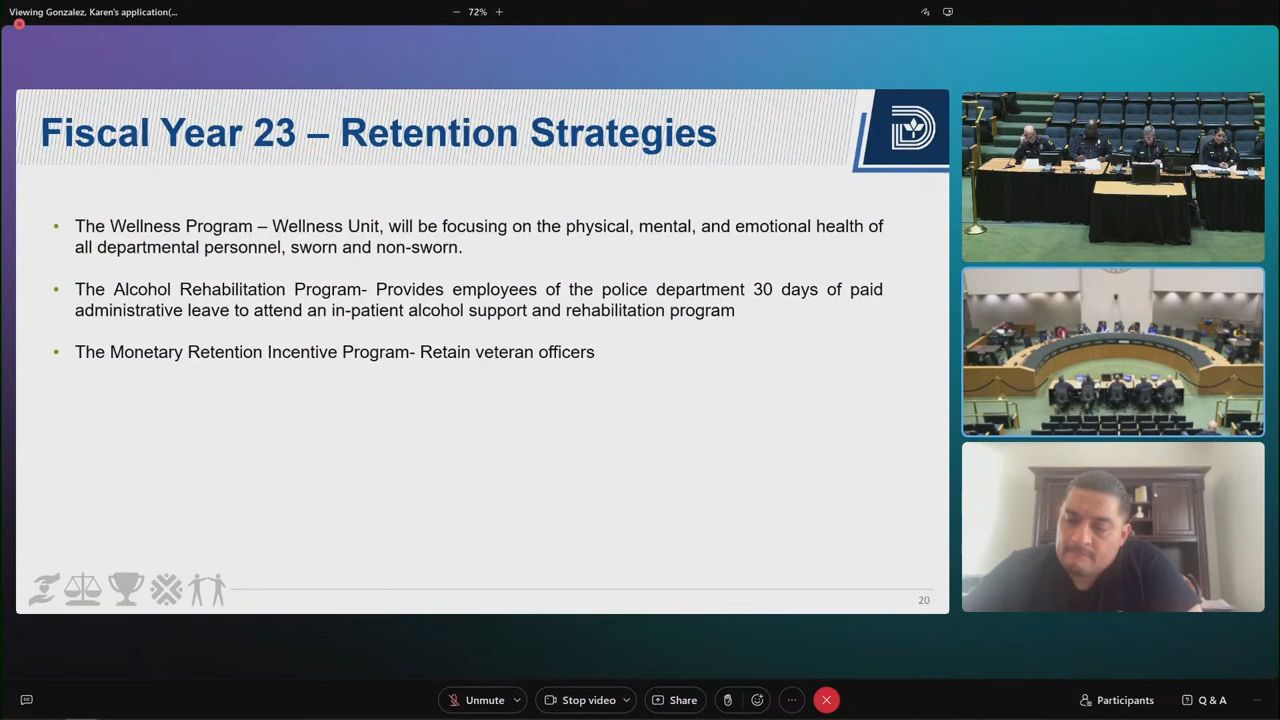 Viewing Gonzalez, Karen's application(...
72%
Fiscal Year 23 – Retention Strategies
• The Wellness Program – Wellness Unit, will be focusing on the physical, mental, and emotional health of
all departmental personnel, sworn and non-sworn.
• The Alcohol Rehabilitation Program- Provides employees of the police department 30 days of paid
administrative leave to attend an in-patient alcohol support and rehabilitation program
• The Monetary Retention Incentive Program- Retain veteran officers
20
7
Unmute
Stop video
Share
Participants
Q & A